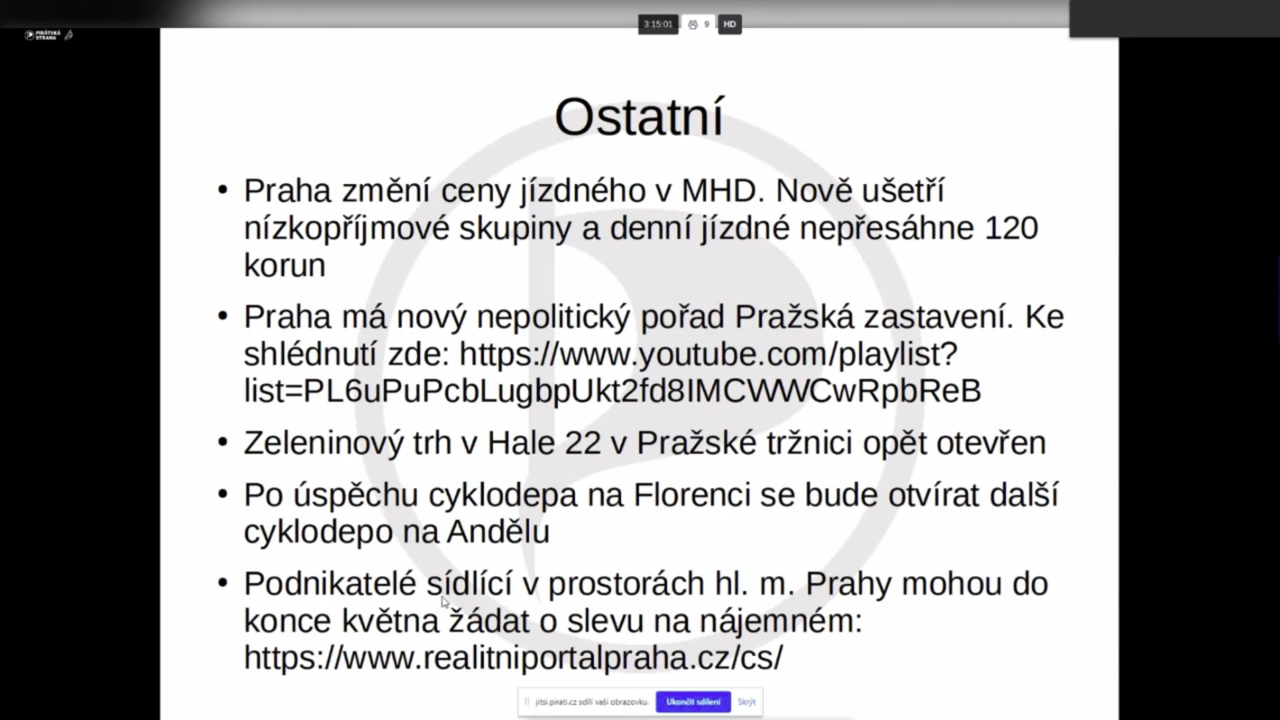 3:15:01 9 HD
PIRÁTSKÁ
STRANA
Ostatní
• Praha změní ceny jízdného v MHD. Nově ušetří
nízkopříjmové skupiny a denní jízdné nepřesáhne 120
korun
• Praha má nový nepolitický pořad Pražská zastavení. Ke
shlédnutí zde: https://www.youtube.com/playlist?
list=PL6uPuPcbLugbpUkt2fd8IMCWWCwRpbReB
• Zeleninový trh v Hale 22 v Pražské tržnici opět otevřen
• Po úspěchu cyklodepa na Florenci se bude otvírat další
cyklodepo na Andělu
• Podnikatelé sídlící v prostorách hl. m. Prahy mohou do
konce května žádat o slevu na nájemném:
https://www.realitniportalpraha.cz/cs/
jitsi.pirati.cz sdílí vaši obrazovku. Ukončit sdílení Skrýt